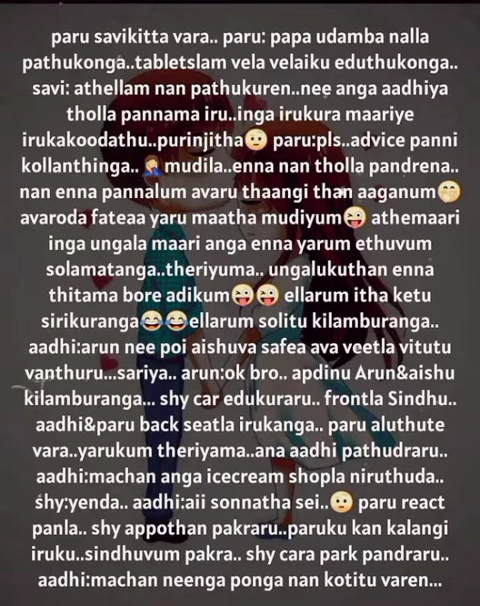 paru savikitta vara.. paru: papa udamba nalla
pathukonga..tabletslam vela velaiku eduthukonga..
savi: athellam nan pathukuren..nee anga aadhiya
tholla pannama iru..inga irukura maariye
irukakoodathu..purinjitha😟 paru:pls..advice panni
kollanthinga..🤦mudila..enna nan tholla pandrena..
nan enna pannalum avaru thaangi than aaganum🤭
avaroda fateaa yaru maatha mudiyum😜 athemaari
inga ungala maari anga enna yarum ethuvum
solamatanga..theriyuma.. ungalukuthan enna
thitama bore adikum😜😜 ellarum itha ketu
sirikuranga😂😂ellarum solitu kilamburanga..
aadhi:arun nee poi aishuva safea ava veetla vitutu
vanthuru...sariya.. arun:ok bro.. apdinu Arun&aishu
kilamburanga... shy car edukuraru.. frontla Sindhu..
aadhi&paru back seatla irukanga.. paru aluthute
vara..yarukum theriyama..ana aadhi pathudraru..
aadhi:machan anga icecream shopla niruthuda..
shy:yenda.. aadhi:aii sonnatha sei..😟 paru react
panla.. shy appothan pakraru..paruku kan kalangi
iruku..sindhuvum pakra.. shy cara park pandraru..
aadhi:machan neenga ponga nan kotitu varen...